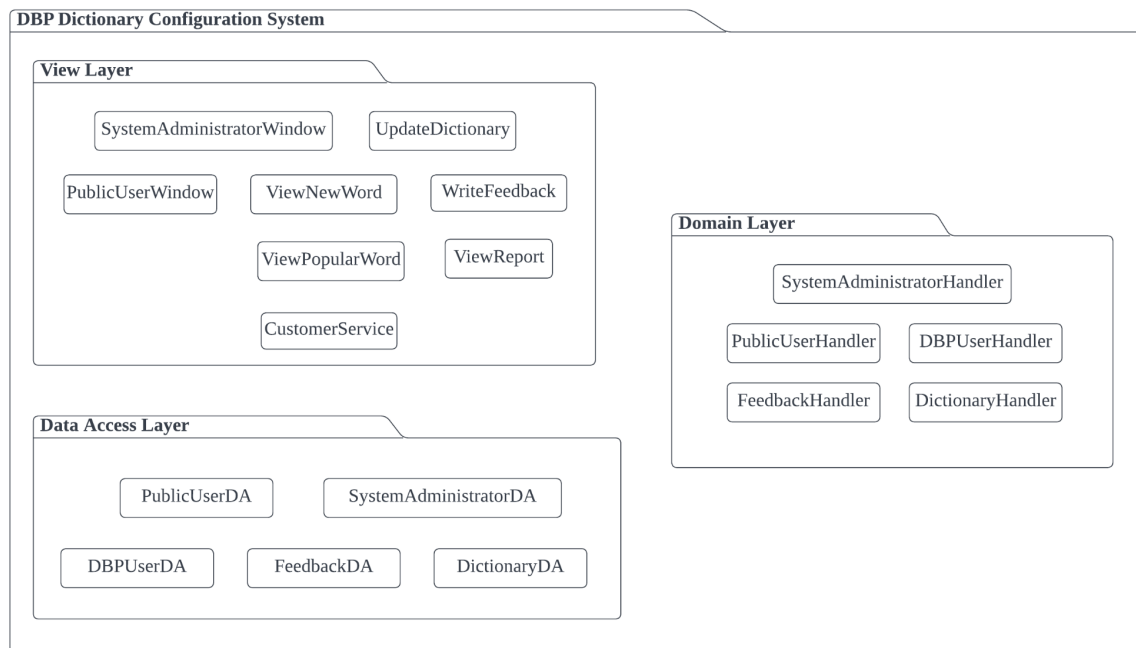 DBP Dictionary Configuration System
View Layer
SystemAdministratorWindow
UpdateDictionary
PublicUserWindow
ViewNewWord
WriteFeedback
ViewPopularWord
ViewReport
CustomerService
Domain Layer
SystemAdministratorHandler
PublicUserHandler
DBPUserHandler
FeedbackHandler
DictionaryHandler
Data Access Layer
PublicUserDA
SystemAdministratorDA
DBPUserDA
FeedbackDA
DictionaryDA